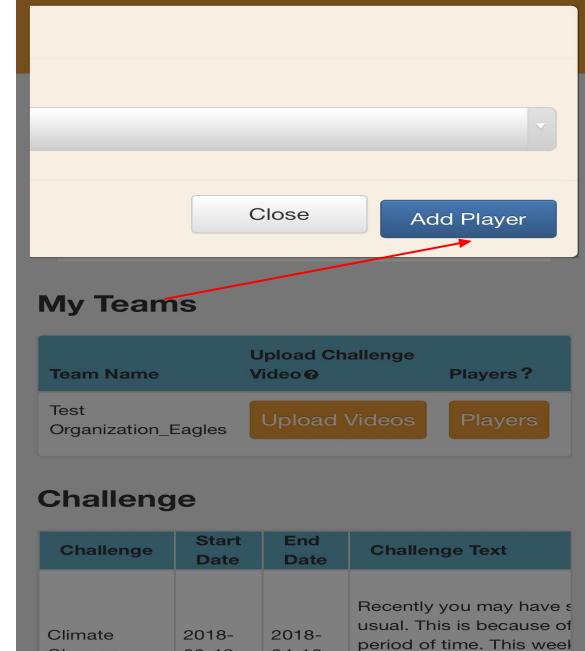 Close
Add Player
My Teams
Upload Challenge
Team Name Video Players ?
Test
Organization_Eagles
Upload Videos
Players
Challenge
Challenge
Start
Date
End
Date
Challenge Text
Climate
2018-
2018-
Recently you may have s
usual. This is because of
period of time. This week